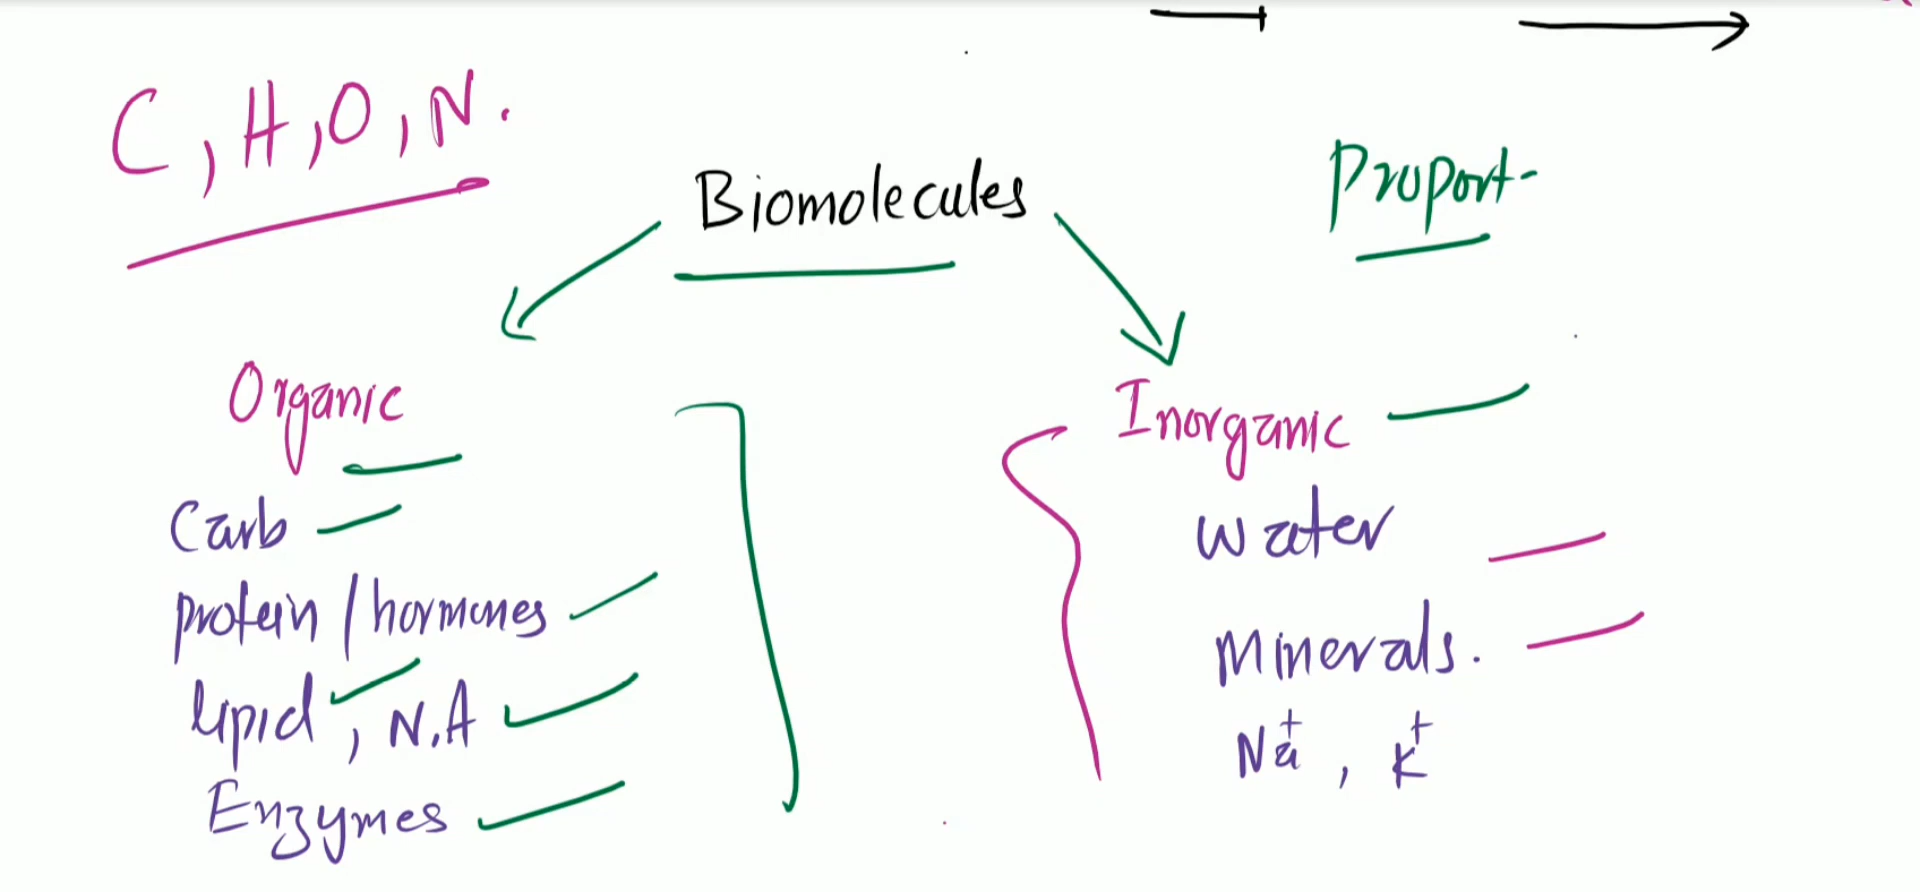 C, H, O, N.
Biomolecules
Proport-
Organic
Carb
protein / hormones
lipid, N.A
Enzymes
Inorganic
Water
Minerals.
Na+, K+